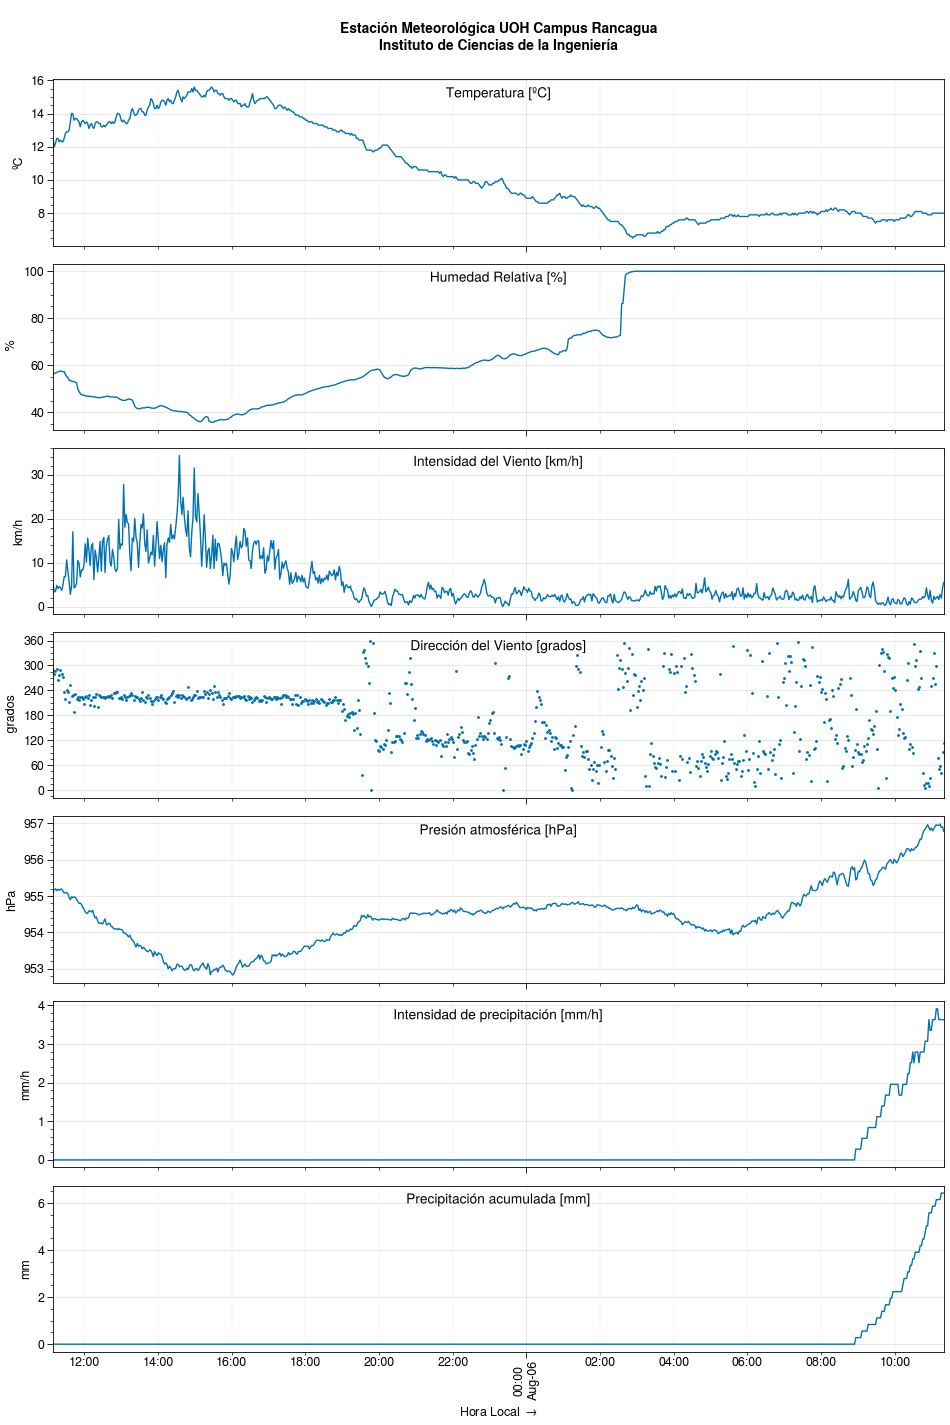 Estación Meteorológica UOH Campus Rancagua
Instituto de Ciencias de la Ingeniería
Temperatura [ºC]
16
14
12
10
8
ºC
Humedad Relativa [%]
100
80
60
40
%
Intensidad del Viento [km/h]
30
20
10
0
km/h
Dirección del Viento [grados]
360
300
240
180
120
60
0
grados
Presión atmosférica [hPa]
957
956
955
954
953
hPa
Intensidad de precipitación [mm/h]
4
3
2
1
0
mm/h
Precipitación acumulada [mm]
6
4
2
0
mm
12:00 14:00 16:00 18:00 20:00 22:00 00:00 02:00 04:00 06:00 08:00 10:00
Aug-06
Hora Local →